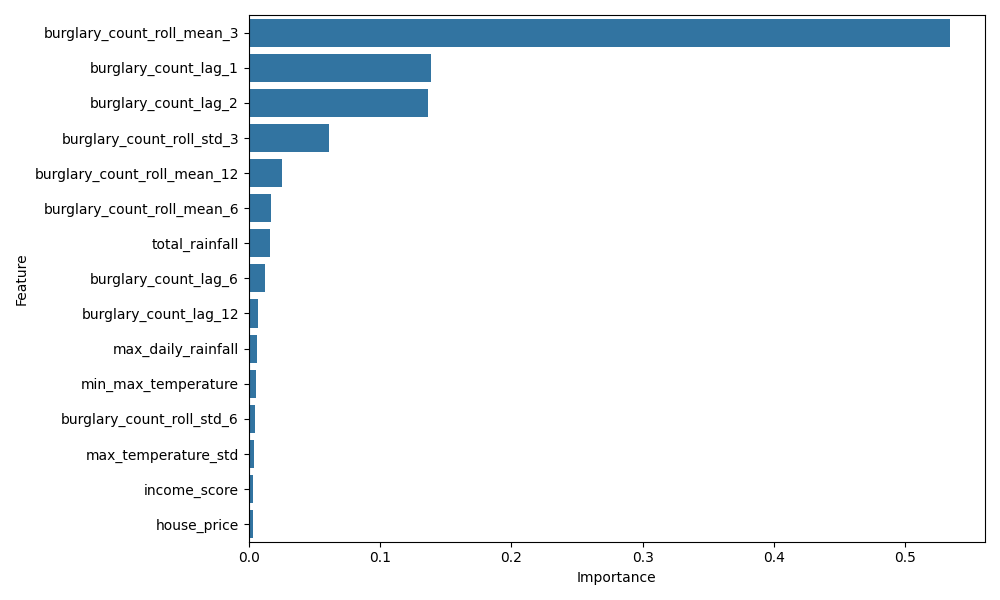 burglary_count_roll_mean_3
burglary_count_lag_1
burglary_count_lag_2
burglary_count_roll_std_3
burglary_count_roll_mean_12
burglary_count_roll_mean_6
total_rainfall
burglary_count_lag_6
burglary_count_lag_12
max_daily_rainfall
min_max_temperature
burglary_count_roll_std_6
max_temperature_std
income_score
house_price
Feature
0.0 0.1 0.2 0.3 0.4 0.5
Importance